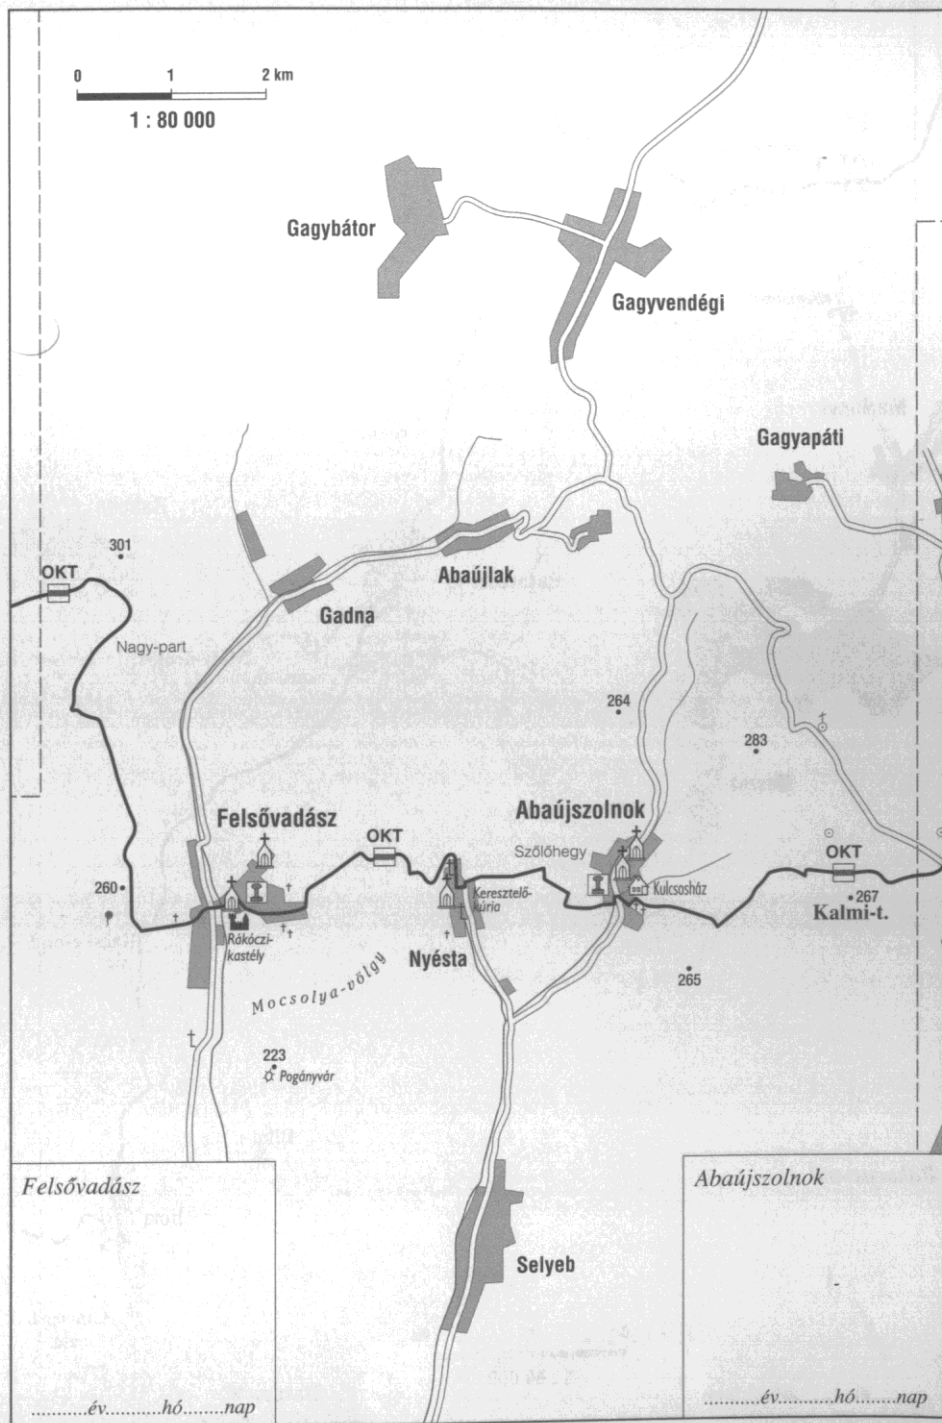 0 1 2 km
1 : 80 000
Gagybátor
Gagyvendégi
Gagyapáti
301
OKT
Abaújlak
Gadna
Nagy-part
264
283
Felsővadász
Abaújszolnok
OKT
Szőlőhegy
OKT
260
Keresztelő-
kúria
Kulcsosház
267
Kalmi-t.
Rákóczi-
kastély
Nyésta
265
Mocsolya-völgy
223
Pogányvár
Felsővadász
Abaújszolnok
Selyeb
...........év...........hó........nap
...........év...........hó........nap